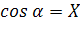 cos α = X